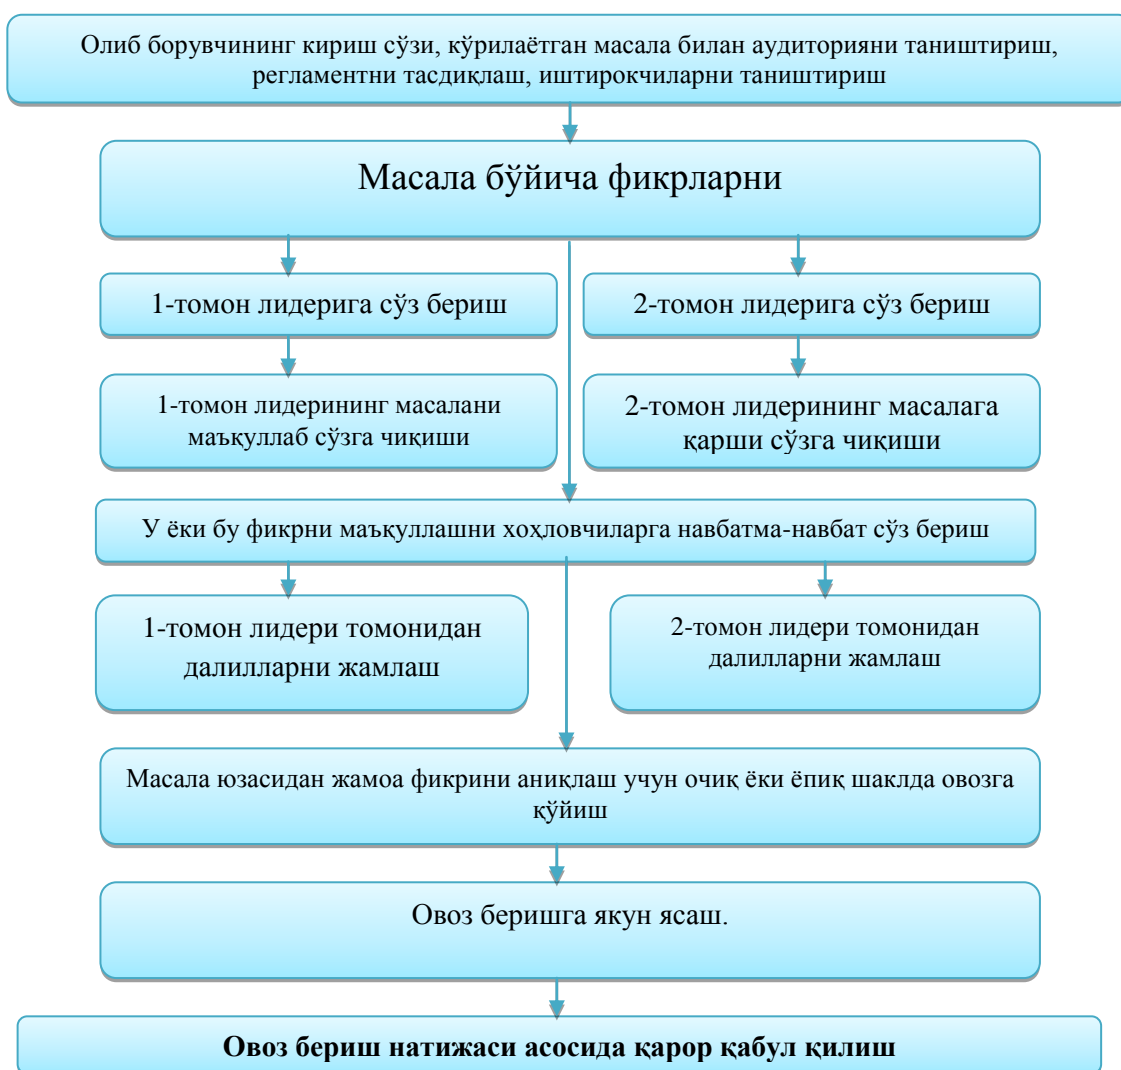 Олиб борувчининг кириш сўзи, кўрилаётган масала билан аудиторияни таништириш,
регламентни тасдиқлаш, иштирокчиларни таништириш
Масала бўйича фикрларни
1-томон лидерига сўз бериш
2-томон лидерига сўз бериш
1-томон лидерининг масалани
маъқуллаб сўзга чиқиши
2-томон лидерининг масалага
қарши сўзга чиқиши
У ёки бу фикрни маъқуллашни хоҳловчиларга навбатма-навбат сўз бериш
1-томон лидери томонидан
далилларни жамлаш
2-томон лидери томонидан
далилларни жамлаш
Масала юзасидан жамоа фикрини аниқлаш учун очиқ ёки ёпиқ шаклда овозга
қўйиш
Овоз беришга якун ясаш.
Овоз бериш натижаси асосида қарор қабул қилиш